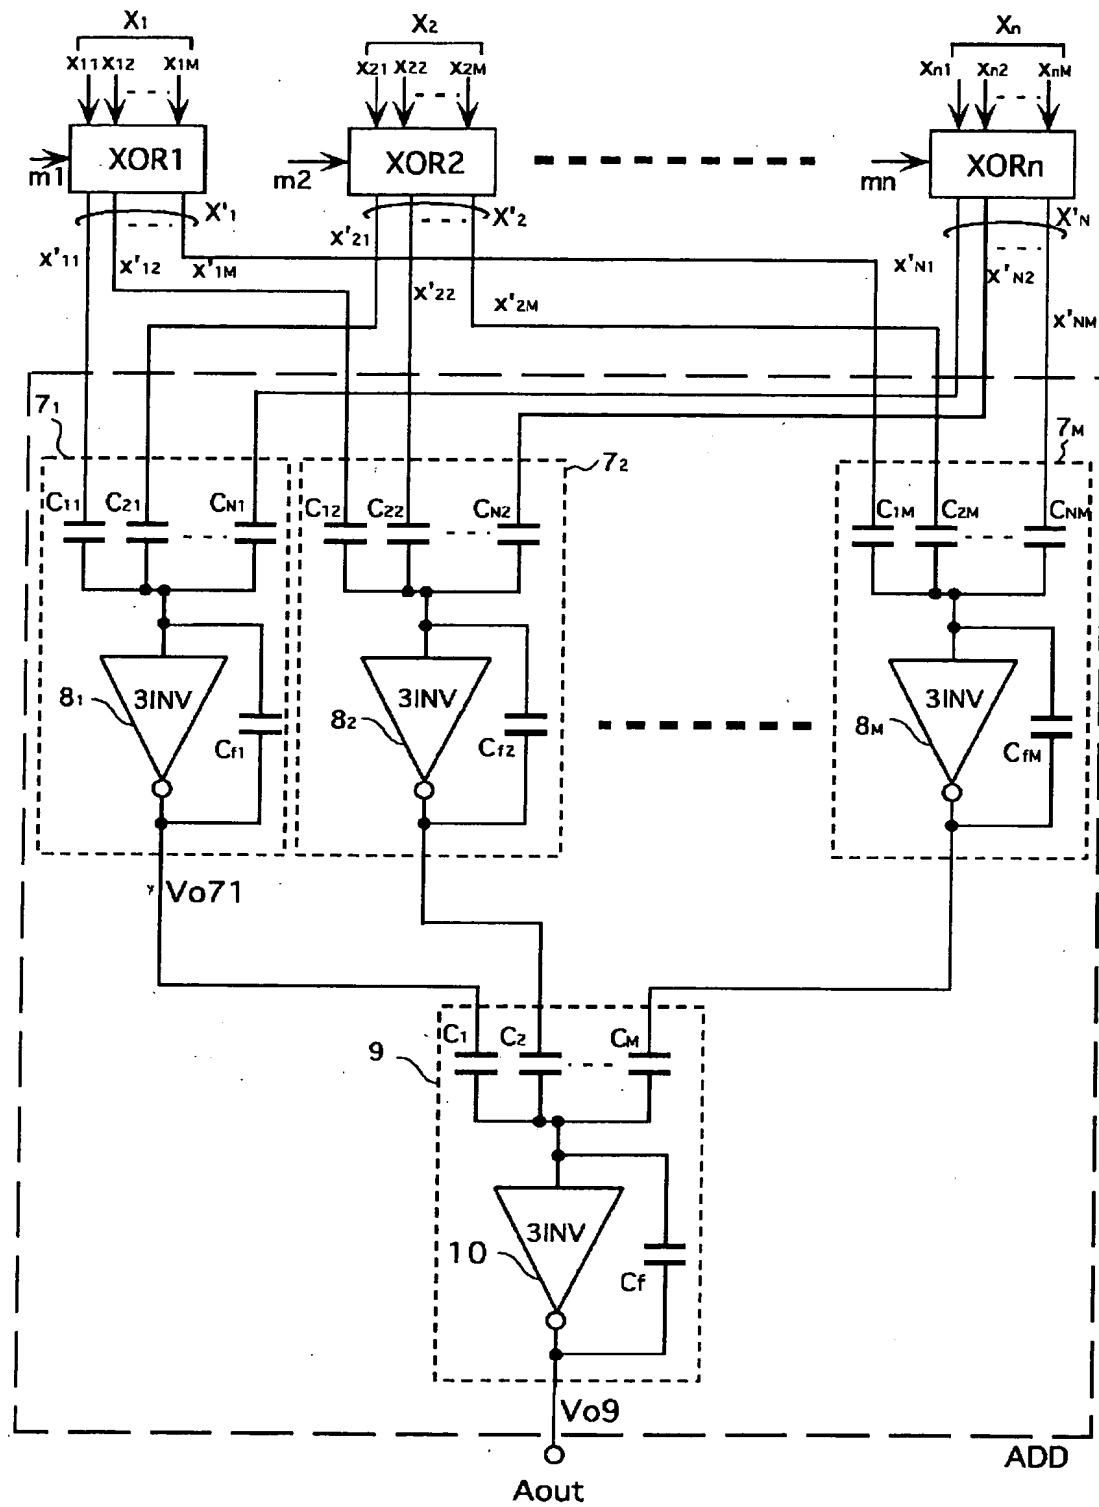 X1 X2 Xn
x11 x12 x1M x21 x22 x2M xn1 xn2 xnM
XOR1 XOR2 XORn
m1 m2 mn
X'1 X'2 X'N
x'11 x'12 x'1M x'21 x'22 x'2M x'N1 x'N2 x'NM
71 72 7M
C11 C21 CN1 C12 C22 CN2 C1M C2M CNM
3INV 3INV 3INV
81 82 8M
Cf1 Cf2 CfM
Vo71
C1 C2 CM
9
3INV
10
Cf
Vo9
ADD
Aout